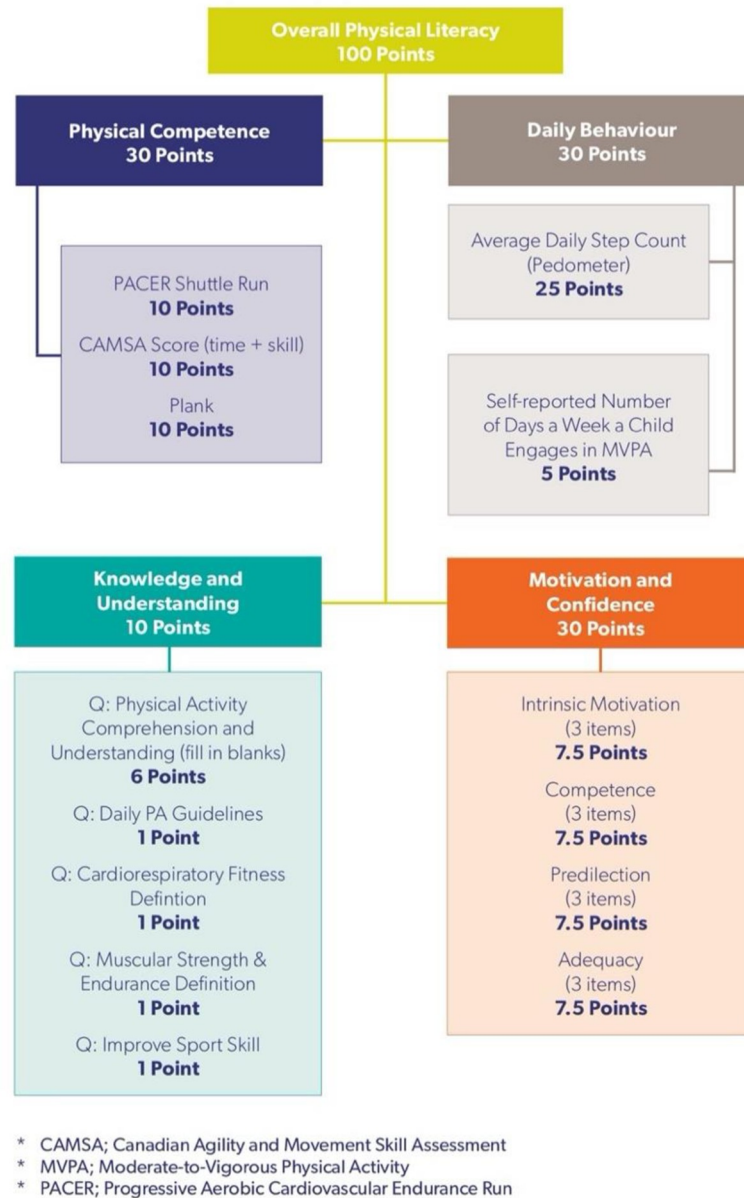 Overall Physical Literacy
100 Points
Physical Competence
30 Points
PACER Shuttle Run
10 Points
CAMSA Score (time + skill)
10 Points
Plank
10 Points
Daily Behaviour
30 Points
Average Daily Step Count
(Pedometer)
25 Points
Self-reported Number
of Days a Week a Child
Engages in MVPA
5 Points
Knowledge and
Understanding
10 Points
Q: Physical Activity
Comprehension and
Understanding (fill in blanks)
6 Points
Q: Daily PA Guidelines
1 Point
Q: Cardiorespiratory Fitness
Defintion
1 Point
Q: Muscular Strength &
Endurance Definition
1 Point
Q: Improve Sport Skill
1 Point
Motivation and
Confidence
30 Points
Intrinsic Motivation
(3 items)
7.5 Points
Competence
(3 items)
7.5 Points
Predilection
(3 items)
7.5 Points
Adequacy
(3 items)
7.5 Points
* CAMSA; Canadian Agility and Movement Skill Assessment
* MVPA; Moderate-to-Vigorous Physical Activity
* PACER; Progressive Aerobic Cardiovascular Endurance Run